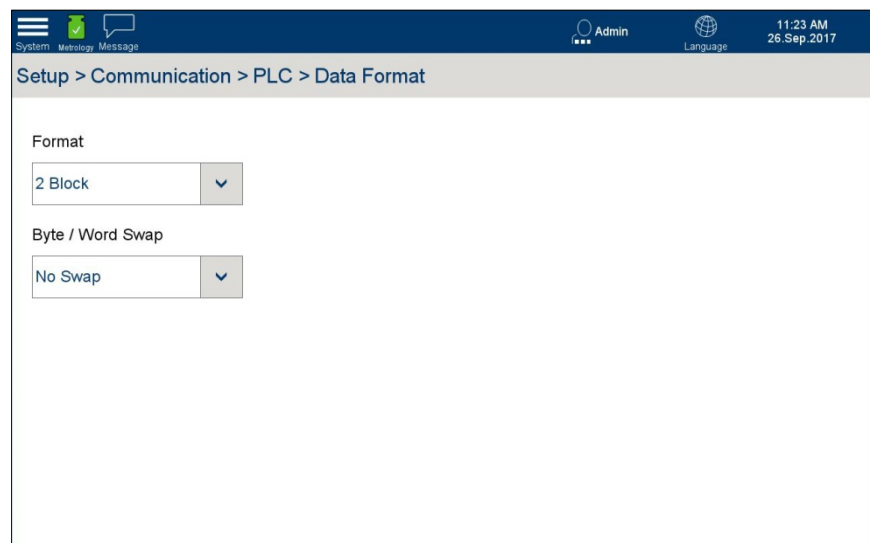 System Metrology Message
Admin
Language
11:23 AM
26.Sep.2017
Setup > Communication > PLC > Data Format
Format
2 Block
Byte / Word Swap
No Swap